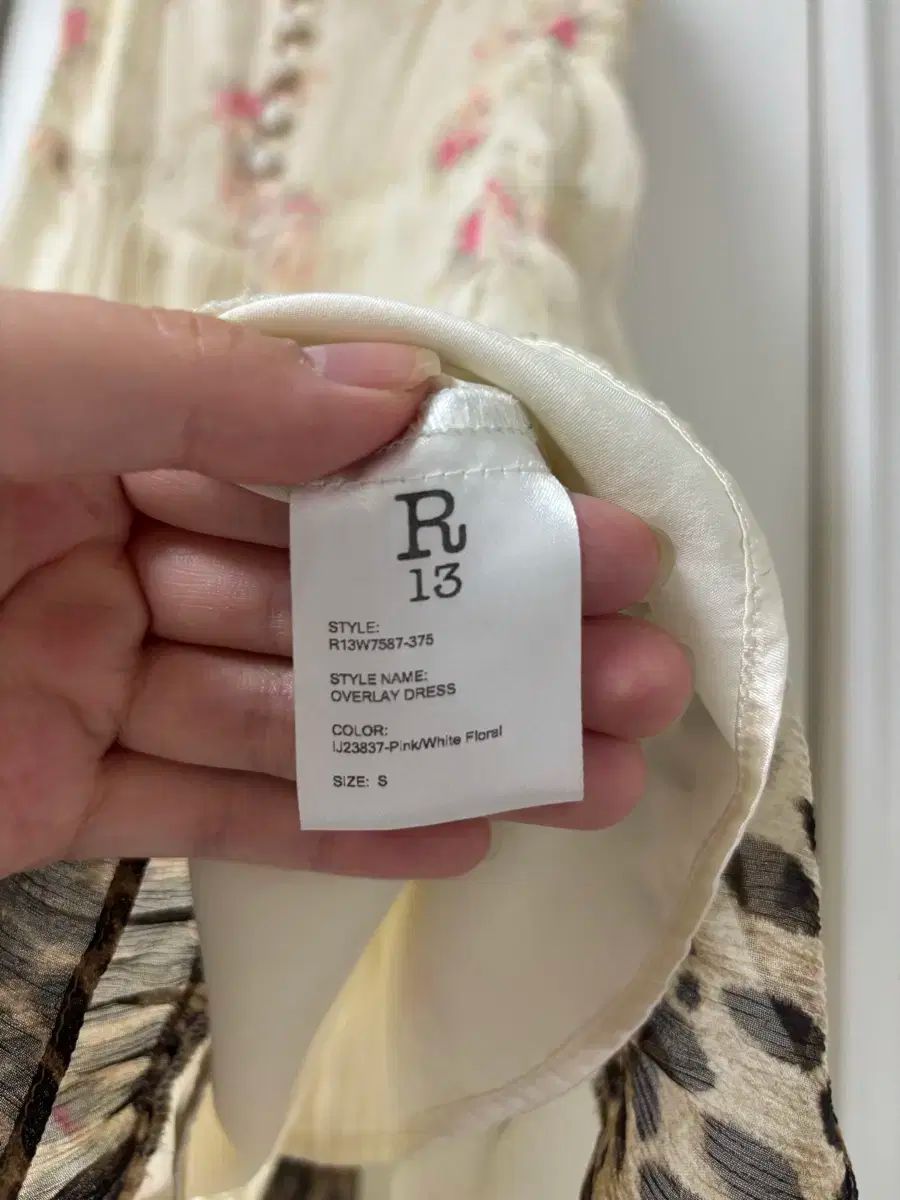 R
13
STYLE:
R13W7587-375
STYLE NAME:
OVERLAY DRESS
COLOR:
IJ23837-Pink/White Floral
SIZE: S